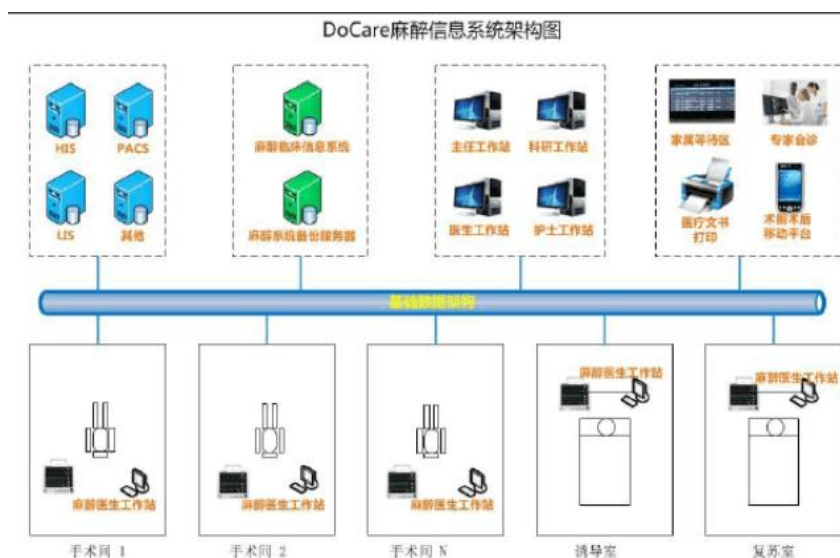 DoCare麻醉信息系统架构图
HIS
PACS
LIS
其他
麻醉临床信息系统
麻醉系统备份服务器
主任工作站
科研工作站
医生工作站
护士工作站
家属等待区
专家会诊
医疗文书
打印
术前术后
移动平台
基础数据架构
麻醉医生工作站
手术间 1
麻醉医生工作站
手术间 2
麻醉医生工作站
手术间 N
麻醉医生工作站
诱导室
麻醉医生工作站
复苏室